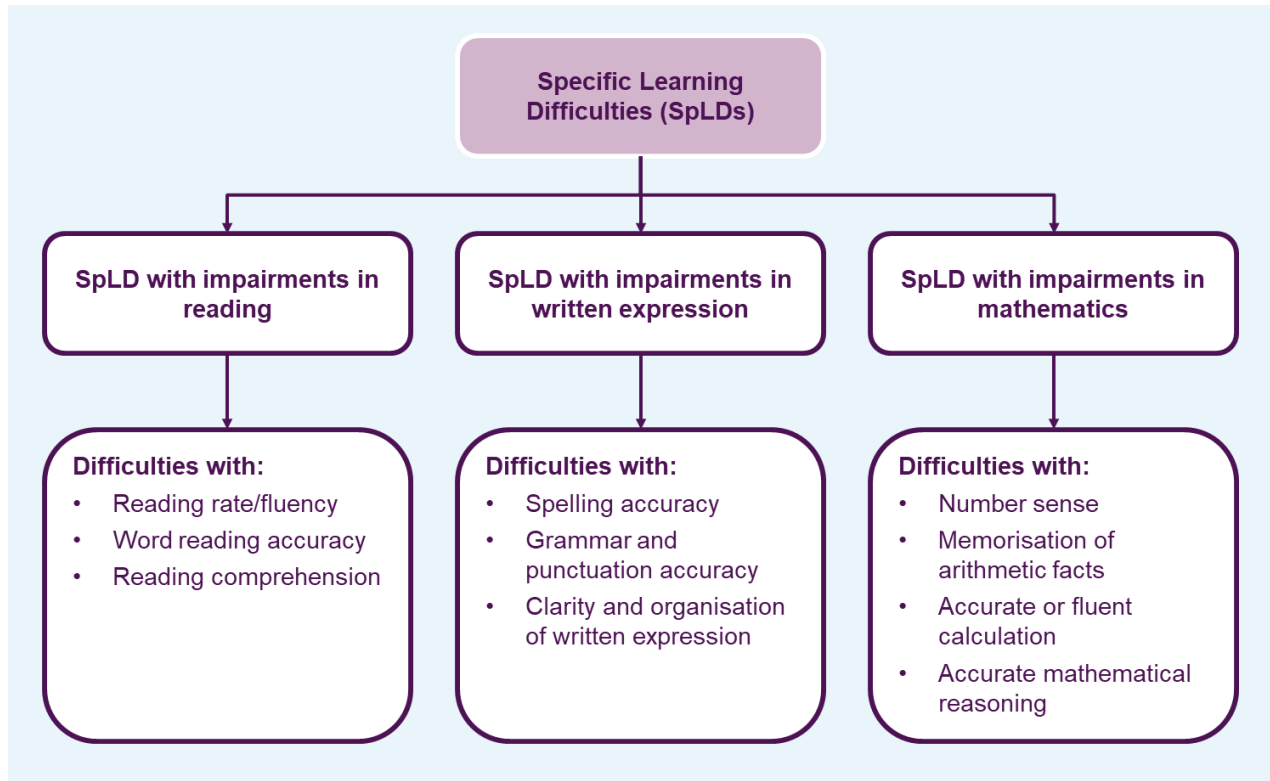 Specific Learning
Difficulties (SpLDs)
SpLD with impairments in
reading
SpLD with impairments in
written expression
SpLD with impairments in
mathematics
Difficulties with:
• Reading rate/fluency
• Word reading accuracy
• Reading comprehension
Difficulties with:
• Spelling accuracy
• Grammar and
punctuation accuracy
• Clarity and organisation
of written expression
Difficulties with:
• Number sense
• Memorisation of
arithmetic facts
• Accurate or fluent
calculation
• Accurate mathematical
reasoning